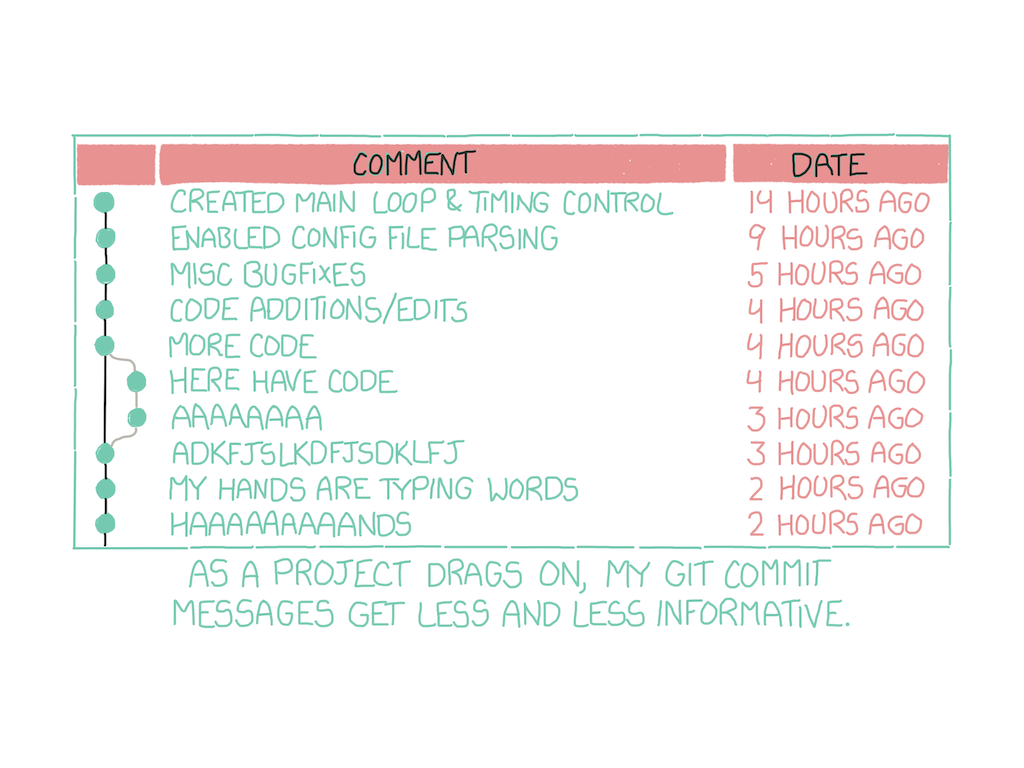 COMMENT DATE
CREATED MAIN LOOP & TIMING CONTROL 14 HOURS AGO
ENABLED CONFIG FILE PARSING 9 HOURS AGO
MISC BUGFIXES 5 HOURS AGO
CODE ADDITIONS/EDITS 4 HOURS AGO
MORE CODE 4 HOURS AGO
HERE HAVE CODE 4 HOURS AGO
AAAAAAAA 3 HOURS AGO
ADKFJSLKDFJSDKLFJ 3 HOURS AGO
MY HANDS ARE TYPING WORDS 2 HOURS AGO
HAAAAAAAAANDS 2 HOURS AGO
AS A PROJECT DRAGS ON, MY GIT COMMIT
MESSAGES GET LESS AND LESS INFORMATIVE.